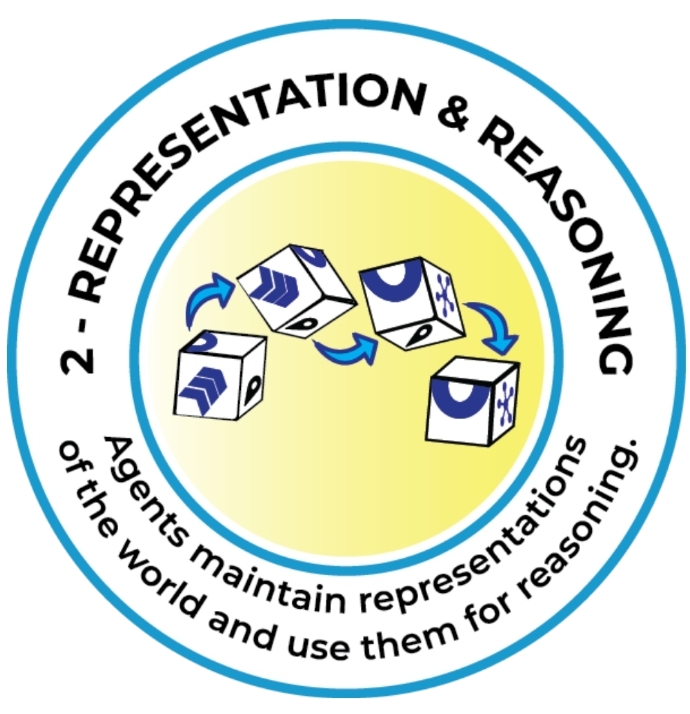 2 - REPRESENTATION & REASONING
Agents maintain representations
of the world and use them for reasoning.